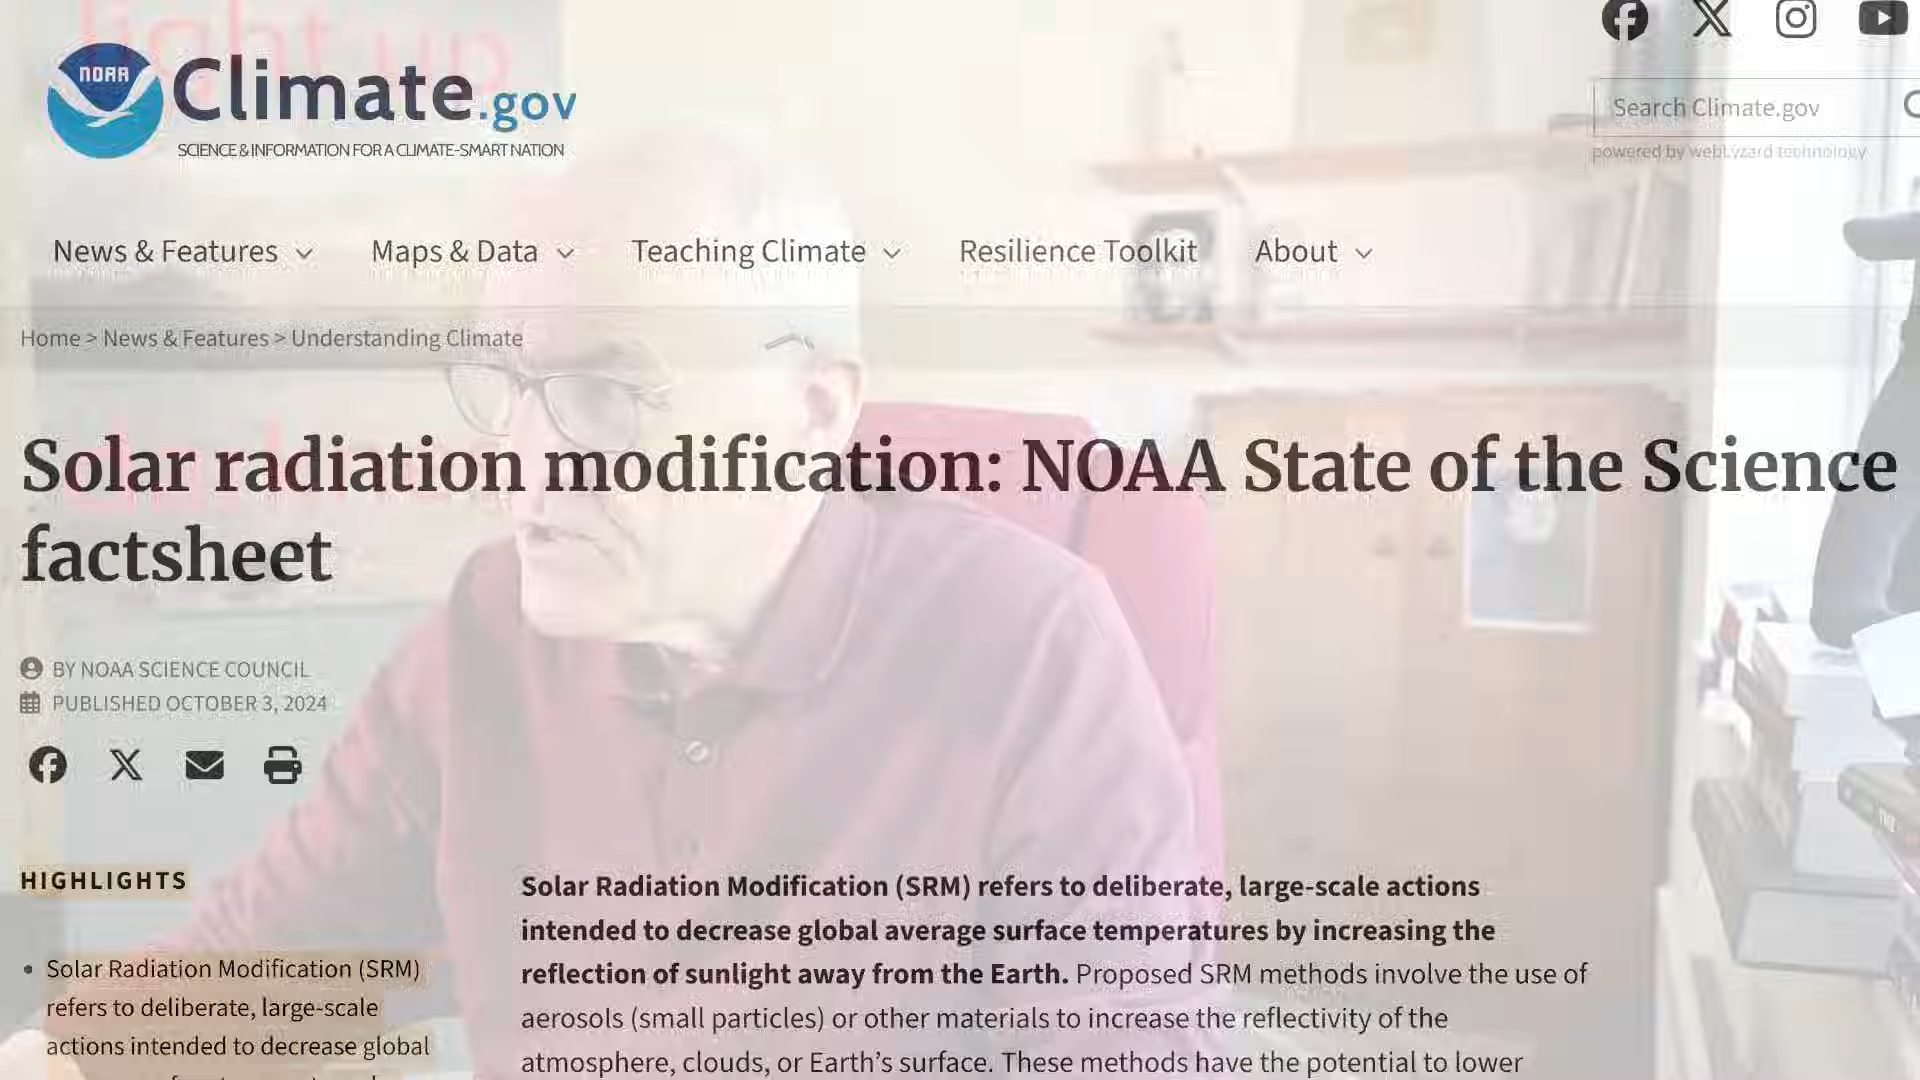 light up
NOAA
Climate.gov
SCIENCE & INFORMATION FOR A CLIMATE-SMART NATION
Search Climate.gov
powered by webLyzard technology
News & Features
Maps & Data
Teaching Climate
Resilience Toolkit
About
Home > News & Features > Understanding Climate
Solar radiation modification: NOAA State of the Science
factsheet
BY NOAA SCIENCE COUNCIL
PUBLISHED OCTOBER 3, 2024
HIGHLIGHTS
• Solar Radiation Modification (SRM)
refers to deliberate, large-scale
actions intended to decrease global
Solar Radiation Modification (SRM) refers to deliberate, large-scale actions
intended to decrease global average surface temperatures by increasing the
reflection of sunlight away from the Earth. Proposed SRM methods involve the use of
aerosols (small particles) or other materials to increase the reflectivity of the
atmosphere, clouds, or Earth's surface. These methods have the potential to lower